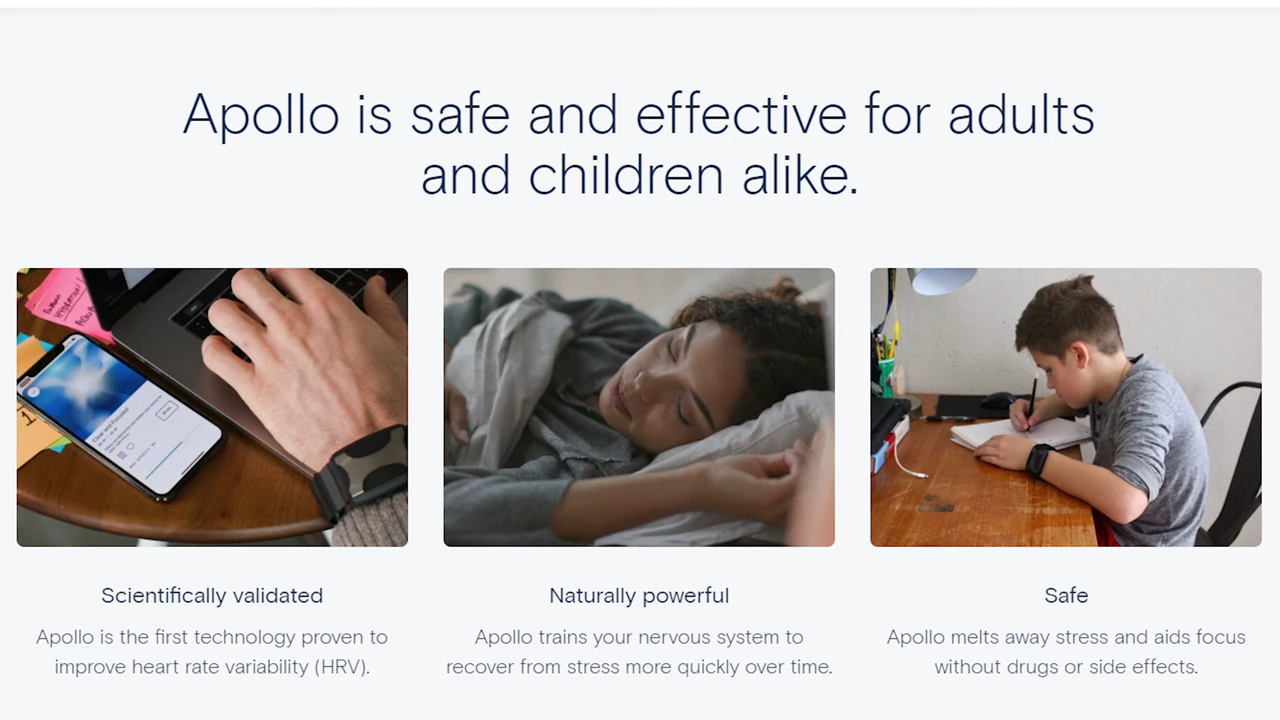 Apollo is safe and effective for adults
and children alike.
Scientifically validated
Apollo is the first technology proven to
improve heart rate variability (HRV).
Naturally powerful
Apollo trains your nervous system to
recover from stress more quickly over time.
Safe
Apollo melts away stress and aids focus
without drugs or side effects.